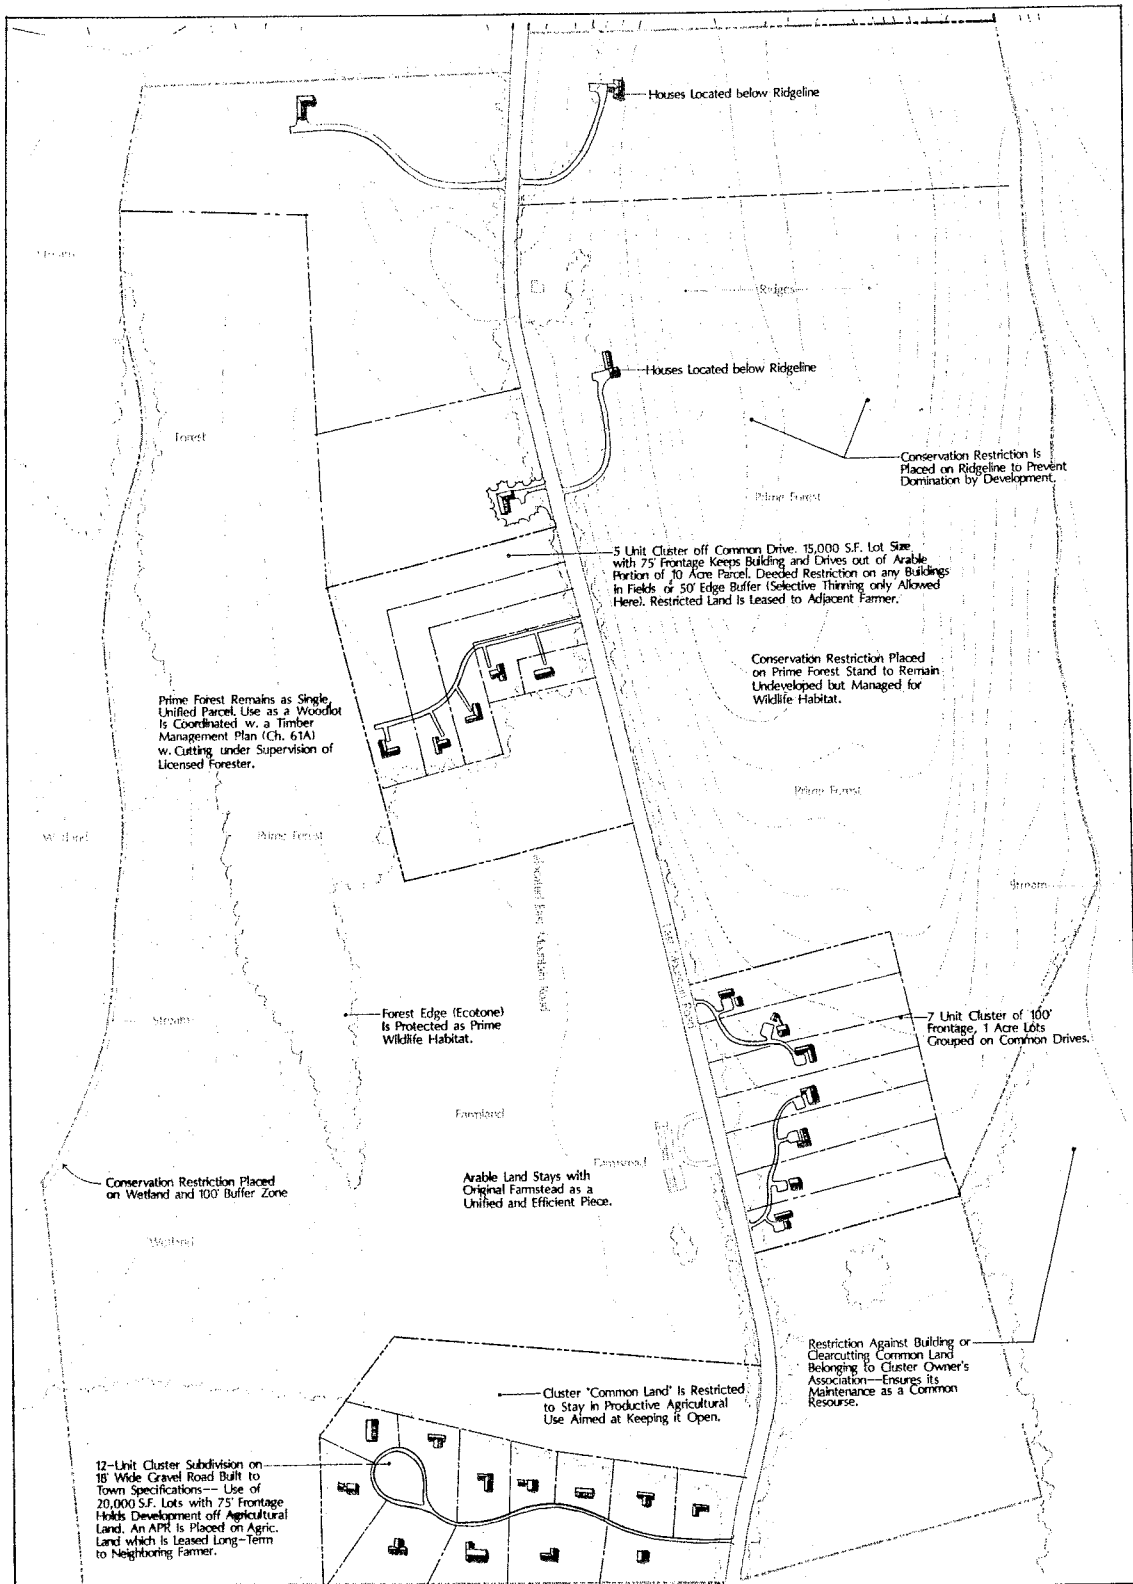 Houses Located below Ridgeline
Stream
Ridges
Houses Located below Ridgeline
Forest
Conservation Restriction Is
Placed on Ridgeline to Prevent
Domination by Development.
Prime Forest
5 Unit Cluster off Common Drive. 15,000 S.F. Lot Size
with 75' Frontage Keeps Building and Drives out of Arable
Portion of 10 Acre Parcel. Deeded Restriction on any Buildings
in Fields or 50' Edge Buffer (Selective Thinning only Allowed
Here). Restricted Land Is Leased to Adjacent Farmer.
Conservation Restriction Placed
on Prime Forest Stand to Remain
Undeveloped but Managed for
Wildlife Habitat.
Prime Forest Remains as Single
Unified Parcel. Use as a Woodlot
Is Coordinated w. a Timber
Management Plan (Ch. 61A)
w. Cutting under Supervision of
Licensed Forester.
Prime Forest
Wetland
Prime Forest
Stream
Forest Edge (Ecotone)
Is Protected as Prime
Wildlife Habitat.
Stream
7 Unit Cluster of 100'
Frontage, 1 Acre Lots
Grouped on Common Drives.
Farmland
Farmstead
Arable Land Stays with
Original Farmstead as a
Unified and Efficient Piece.
Conservation Restriction Placed
on Wetland and 100' Buffer Zone
Wetland
Restriction Against Building or
Clearcutting Common Land
Belonging to Cluster Owner's
Association—Ensures its
Maintenance as a Common
Resourse.
Cluster "Common Land" Is Restricted
to Stay in Productive Agricultural
Use Aimed at Keeping it Open.
12-Unit Cluster Subdivision on
18' Wide Gravel Road Built to
Town Specifications-- Use of
20,000 S.F. Lots with 75' Frontage
Holds Development off Agricultural
Land. An APR Is Placed on Agric.
Land which Is Leased Long-Term
to Neighboring Farmer.